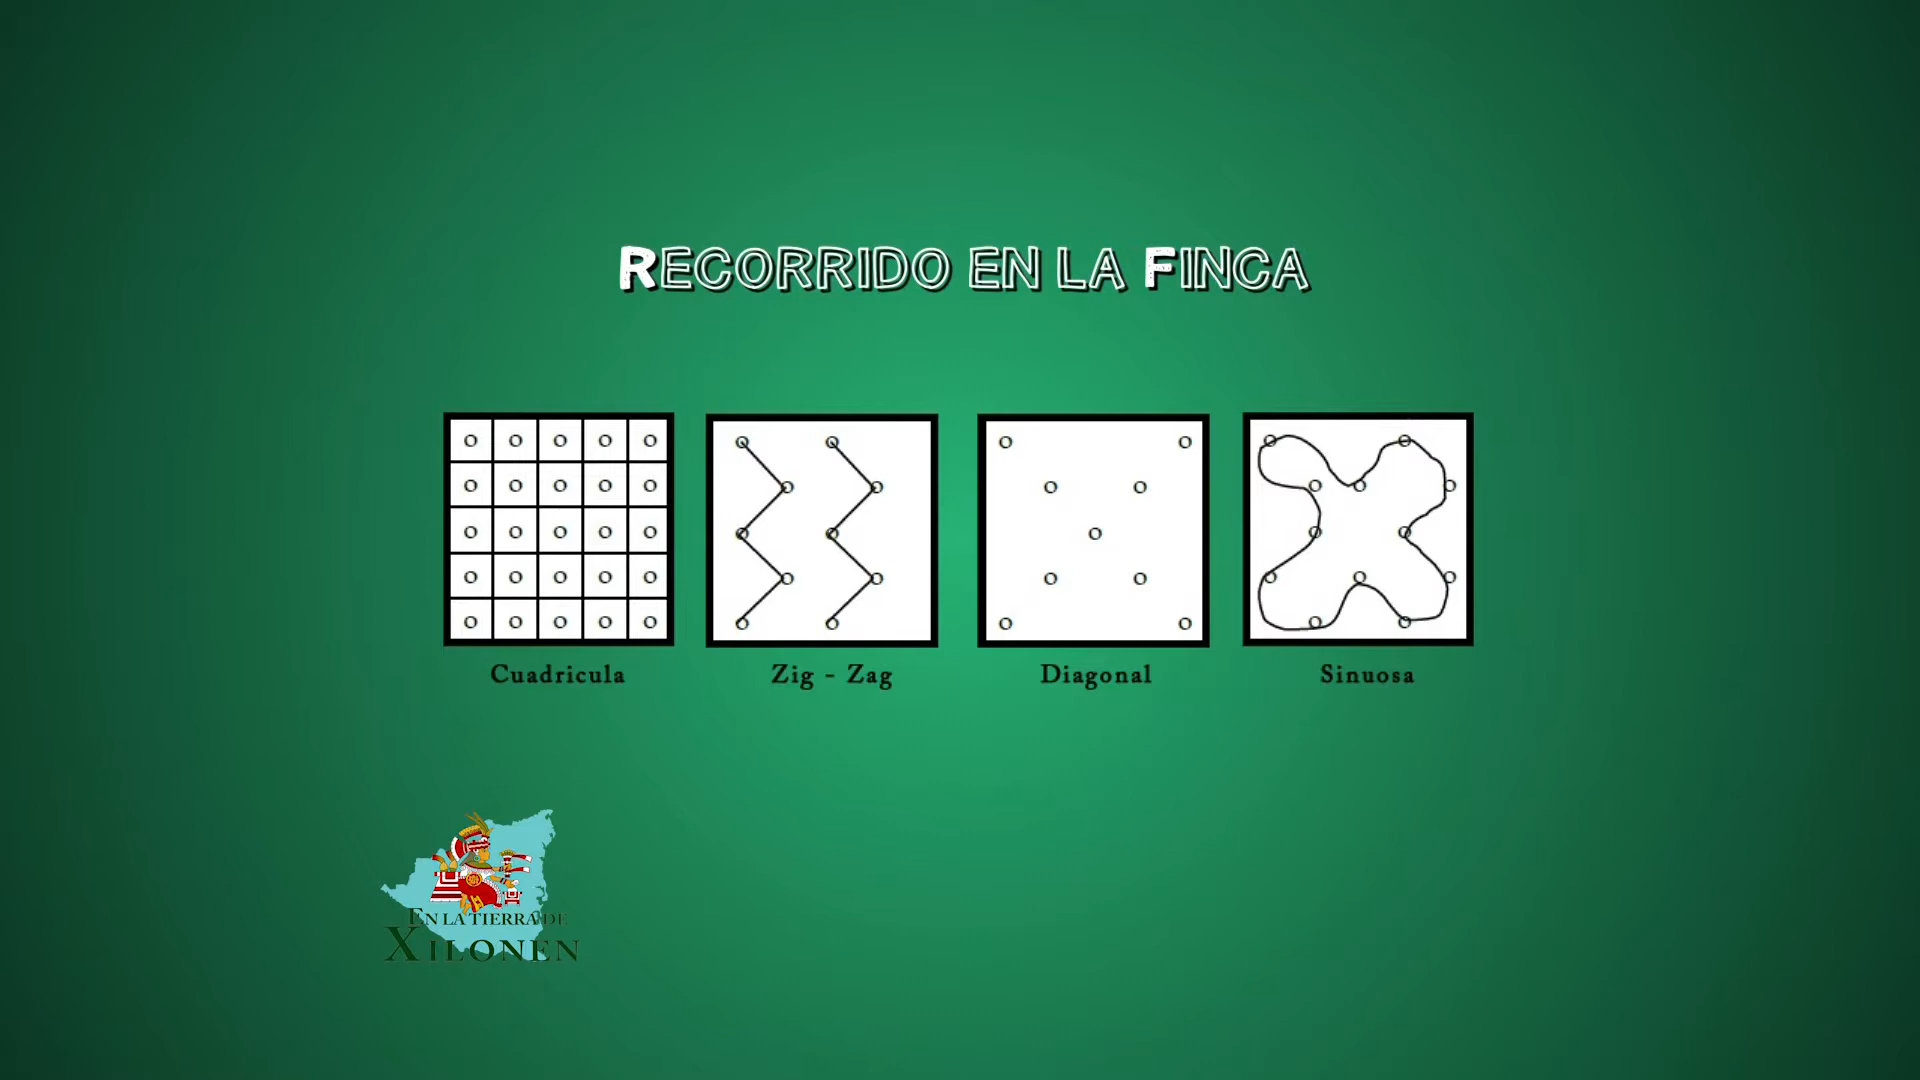 RECORRIDO EN LA FINCA
Cuadricula
Zig - Zag
Diagonal
Sinuosa
EN LA TIERRA DE
XILONEN